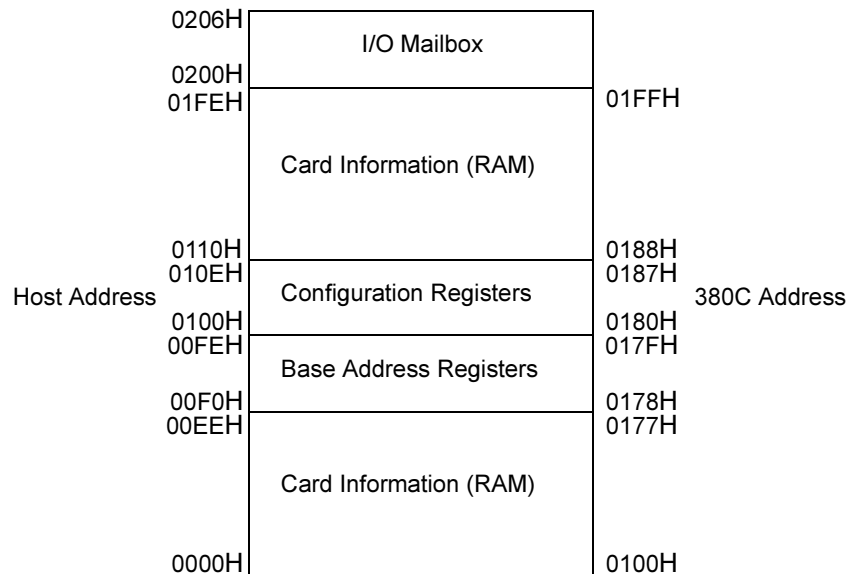 0206H
I/O Mailbox
0200H
01FEH
01FFH
Card Information (RAM)
0110H
0188H
010EH
0187H
Host Address
Configuration Registers
380C Address
0100H
0180H
00FEH
017FH
Base Address Registers
00F0H
0178H
00EEH
0177H
Card Information (RAM)
0000H
0100H